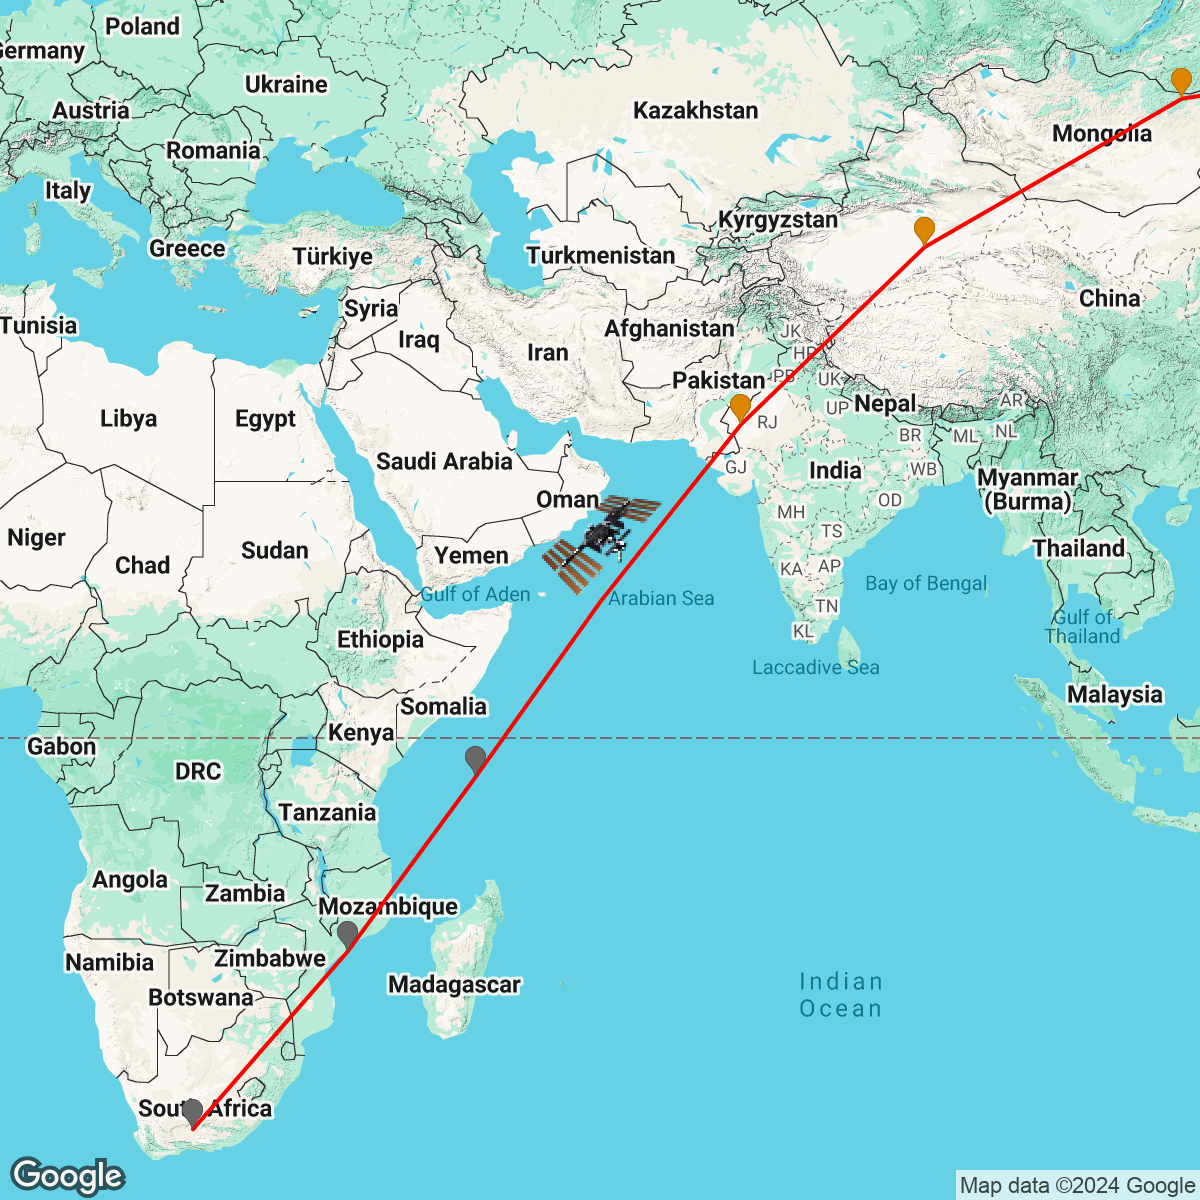 Poland
Germany
Ukraine
Kazakhstan
Austria
Mongolia
Romania
Italy
Kyrgyzstan
Greece
Türkiye
Turkmenistan
China
Syria
Tunisia
Afghanistan
JK
Iraq
Iran
HP
Pakistan
PB
UK
Nepal
AR
UP
Libya
Egypt
RJ
BR
ML
NL
Saudi Arabia
GJ
India
WB
Myanmar
(Burma)
Oman
OD
MH
Niger
TS
Sudan
Yemen
Thailand
Chad
KA
AP
Gulf of Aden
Arabian Sea
Bay of Bengal
TN
Gulf of
Thailand
KL
Ethiopia
Laccadive Sea
Malaysia
Somalia
Kenya
Gabon
DRC
Tanzania
Angola
Zambia
Mozambique
Namibia
Zimbabwe
Madagascar
Indian
Ocean
Botswana
South Africa
Google
Map data ©2024 Google